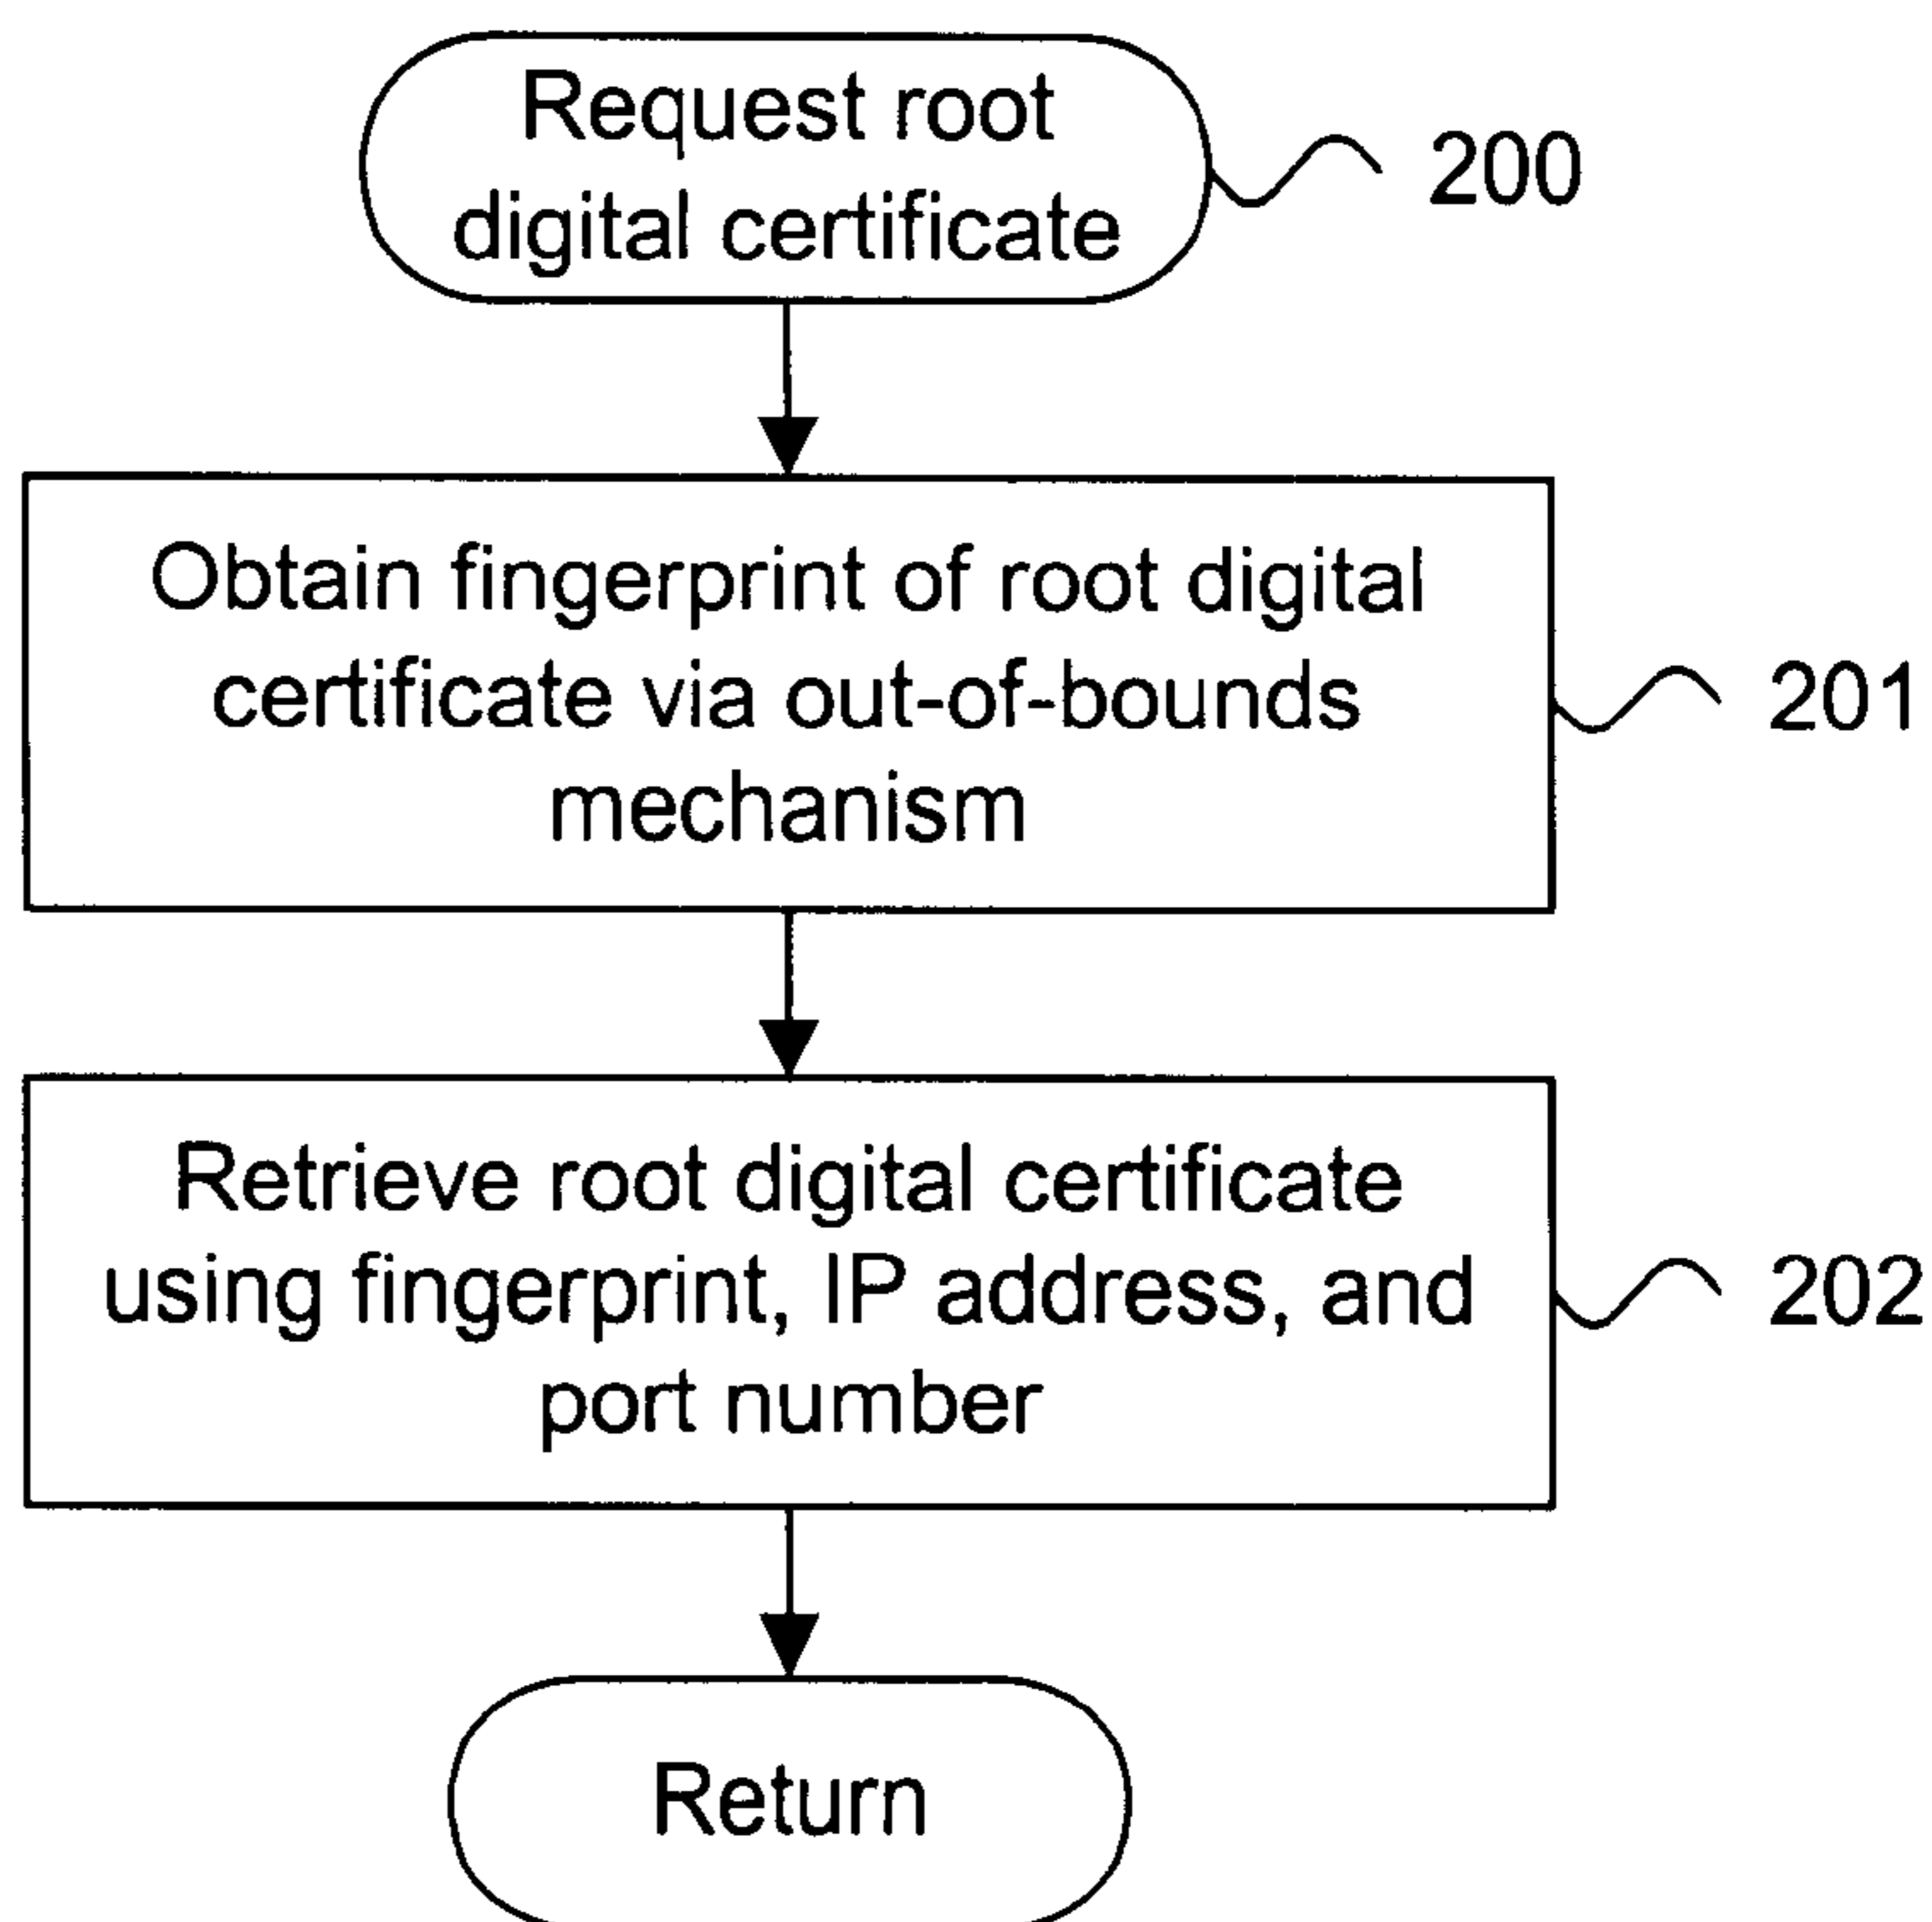 Request root
digital certificate
200
Obtain fingerprint of root digital
certificate via out-of-bounds
mechanism
201
Retrieve root digital certificate
using fingerprint, IP address, and
port number
202
Return